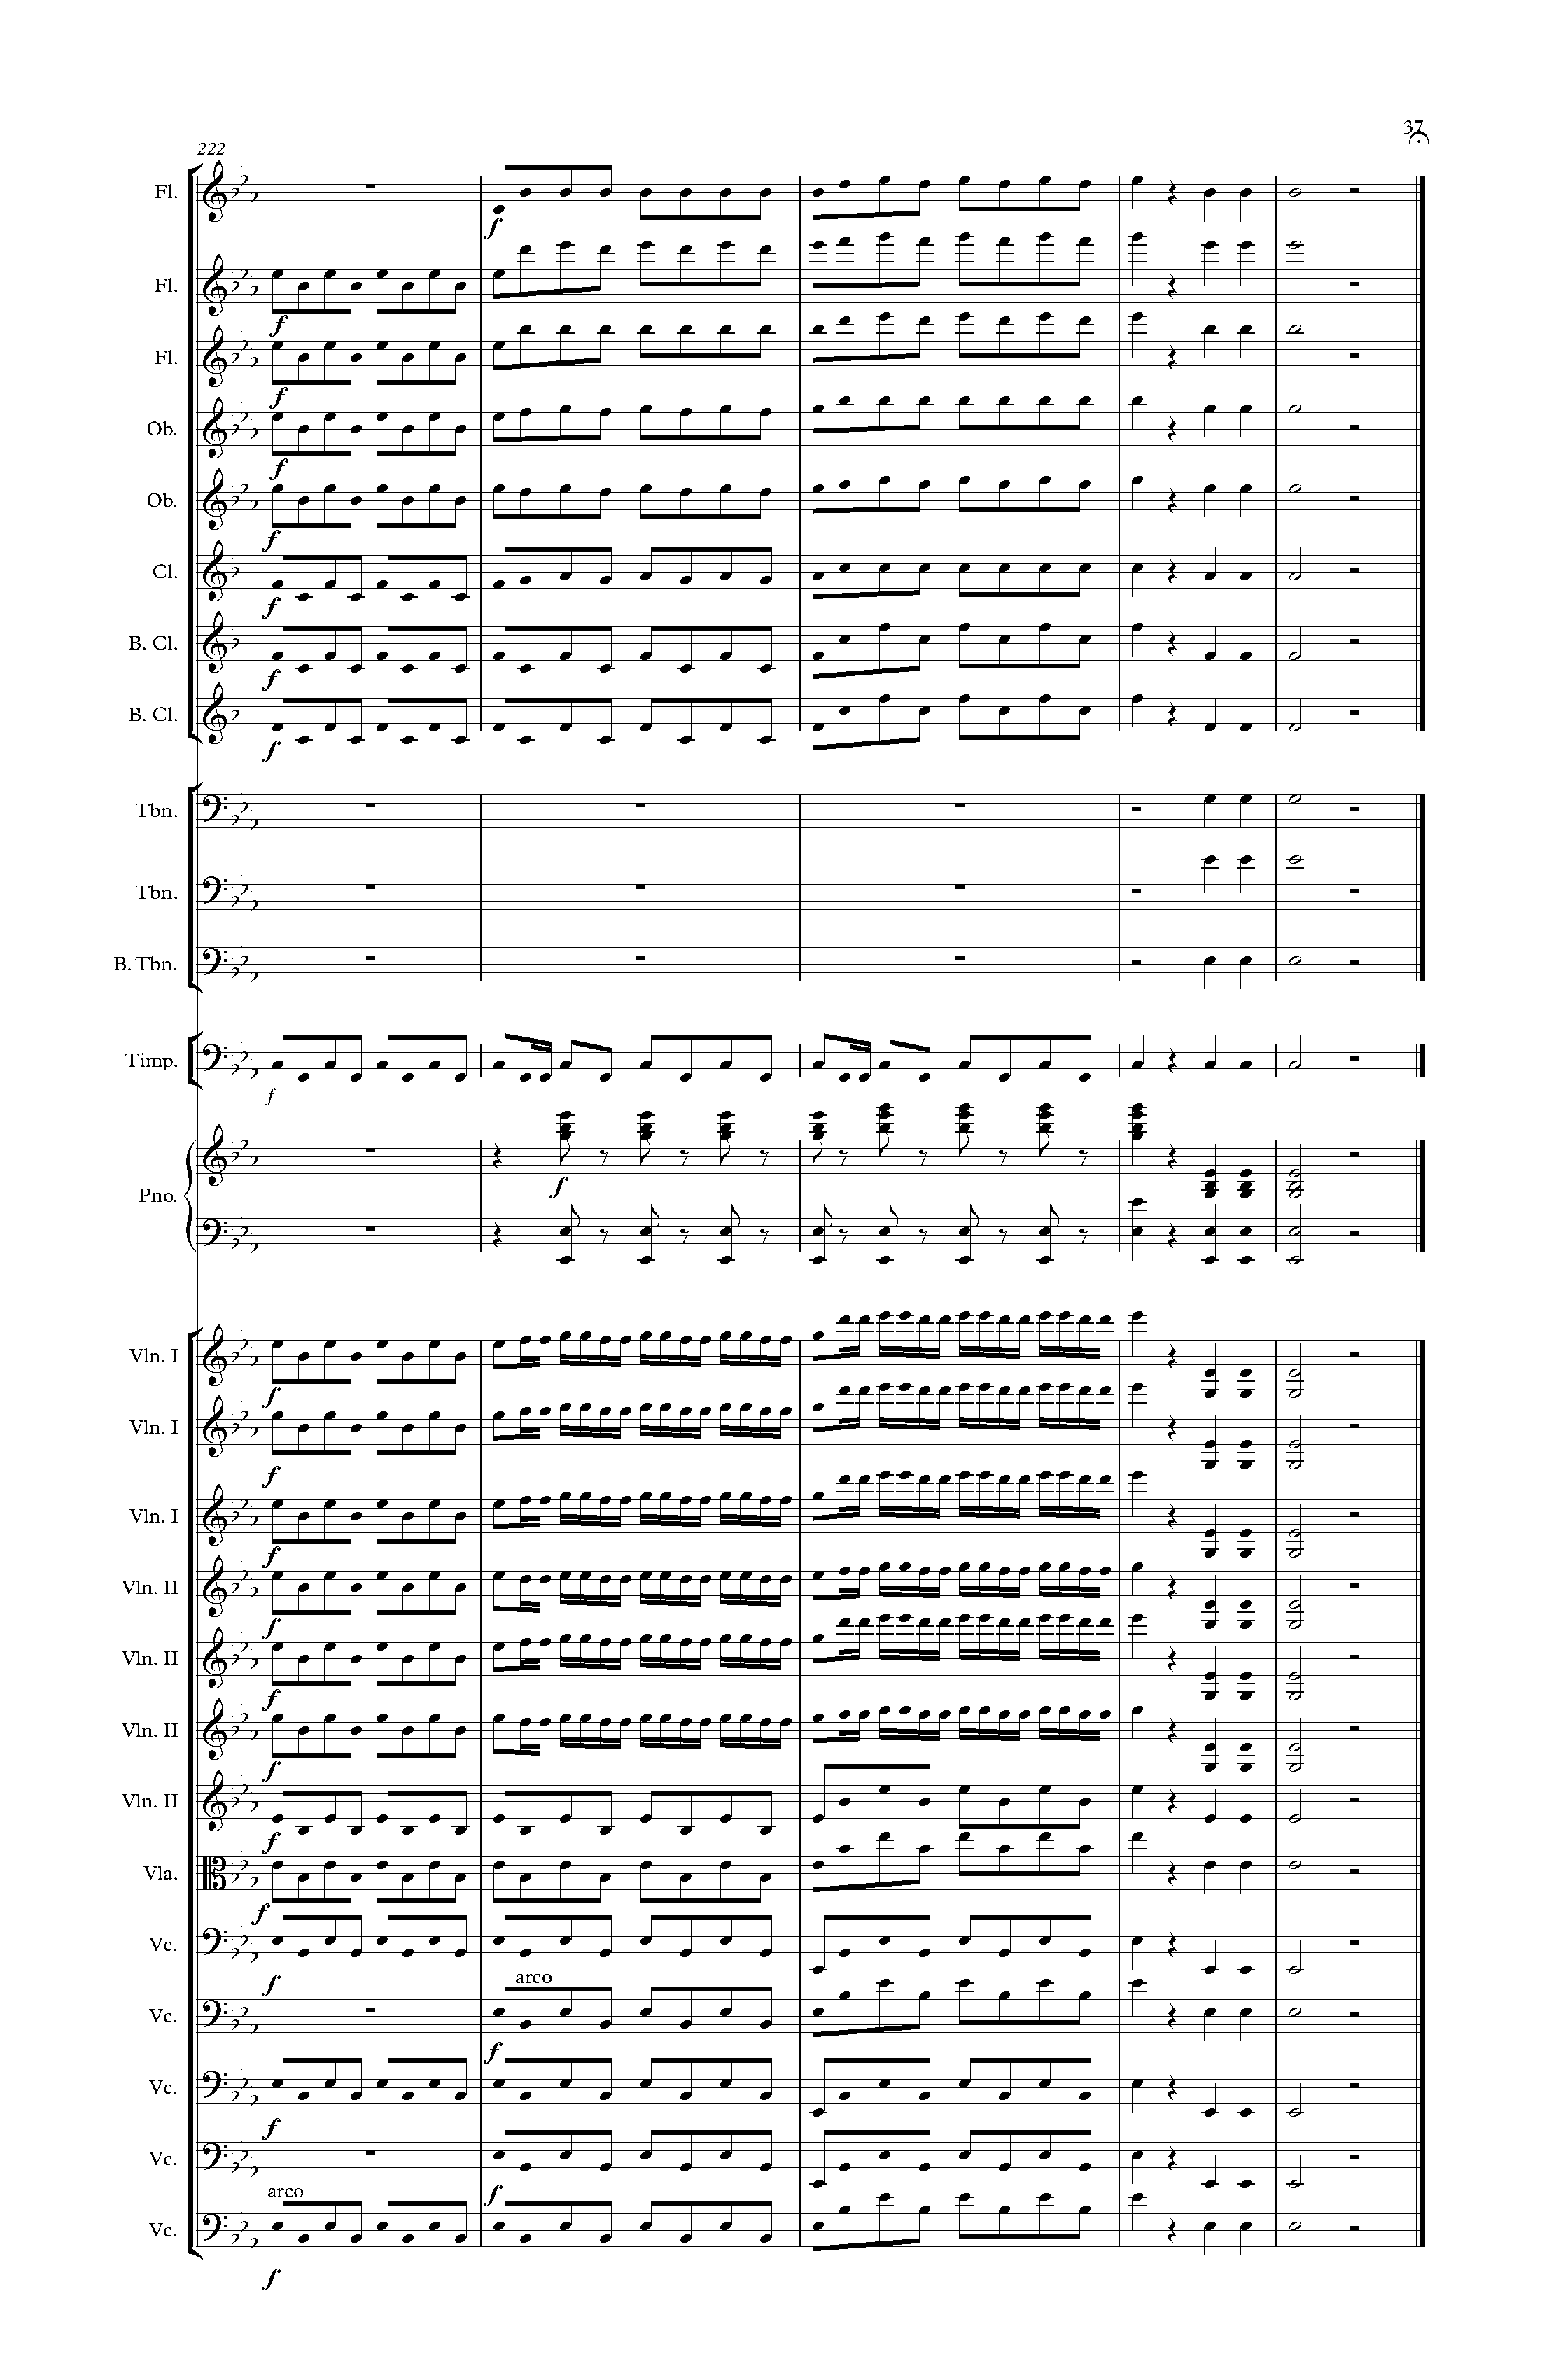 37
222
Fl.
f
Fl.
f
Fl.
f
Ob.
f
Ob.
f
Cl.
f
B. Cl.
f
B. Cl.
f
Tbn.
Tbn.
B. Tbn.
Timp.
f
Pno.
f
Vln. I
f
Vln. I
f
Vln. I
f
Vln. II
f
Vln. II
f
Vln. II
f
Vln. II
f
Vla.
f
Vc.
f
arco
Vc.
f
Vc.
f
Vc.
f
arco
Vc.
f